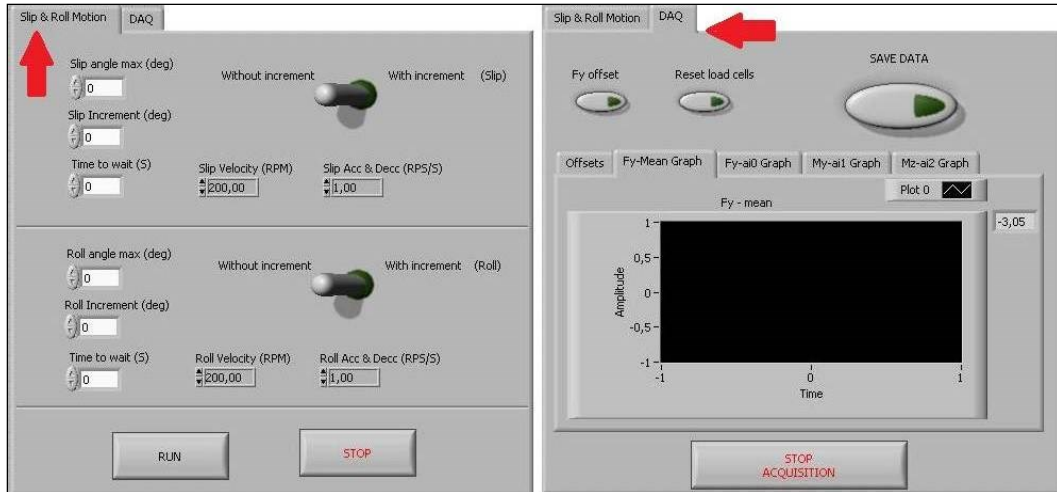 Slip & Roll Motion DAQ
Slip angle max (deg)
0
Without increment With increment (Slip)
Slip Increment (deg)
0
Time to wait (S)
0
Slip Velocity (RPM)
200,00
Slip Acc & Decc (RPS/S)
1,00
Roll angle max (deg)
0
Without increment With increment (Roll)
Roll Increment (deg)
0
Time to wait (S)
0
Roll Velocity (RPM)
200,00
Roll Acc & Decc (RPS/S)
1,00
RUN STOP
Slip & Roll Motion DAQ
Fy offset Reset load cells SAVE DATA
Offsets Fy-Mean Graph Fy-ai0 Graph My-ai1 Graph Mz-ai2 Graph
Plot 0
Fy - mean
-3,05
Amplitude
1
0,5
0
-0,5
-1
-1 0 1
Time
STOP
ACQUISITION